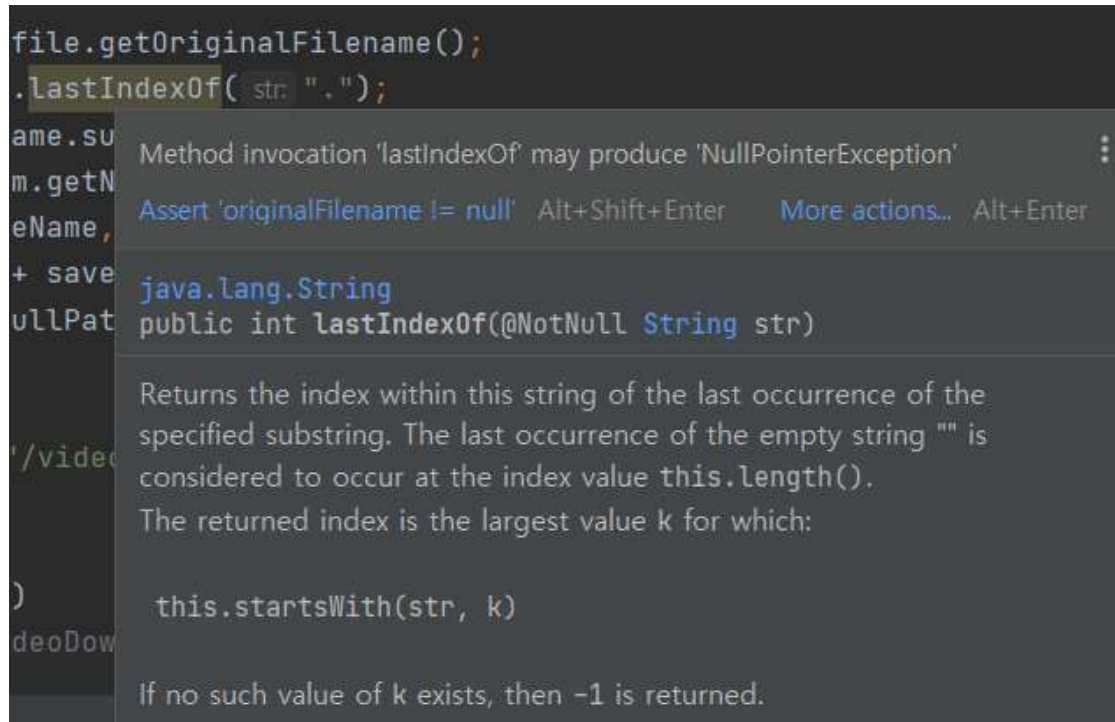 file.getOriginalFilename();
.lastIndexOf( str: ".");
ame.su
Method invocation 'lastIndexOf' may produce 'NullPointerException'
m.getN
Assert 'originalFilename != null' Alt+Shift+Enter More actions... Alt+Enter
eName,
+ save
java.lang.String
ullPat
public int lastIndexOf(@NotNull String str)
Returns the index within this string of the last occurrence of the
specified substring. The last occurrence of the empty string "" is
'/video
considered to occur at the index value this.length().
The returned index is the largest value k for which:
)
this.startsWith(str, k)
deoDow
If no such value of k exists, then -1 is returned.